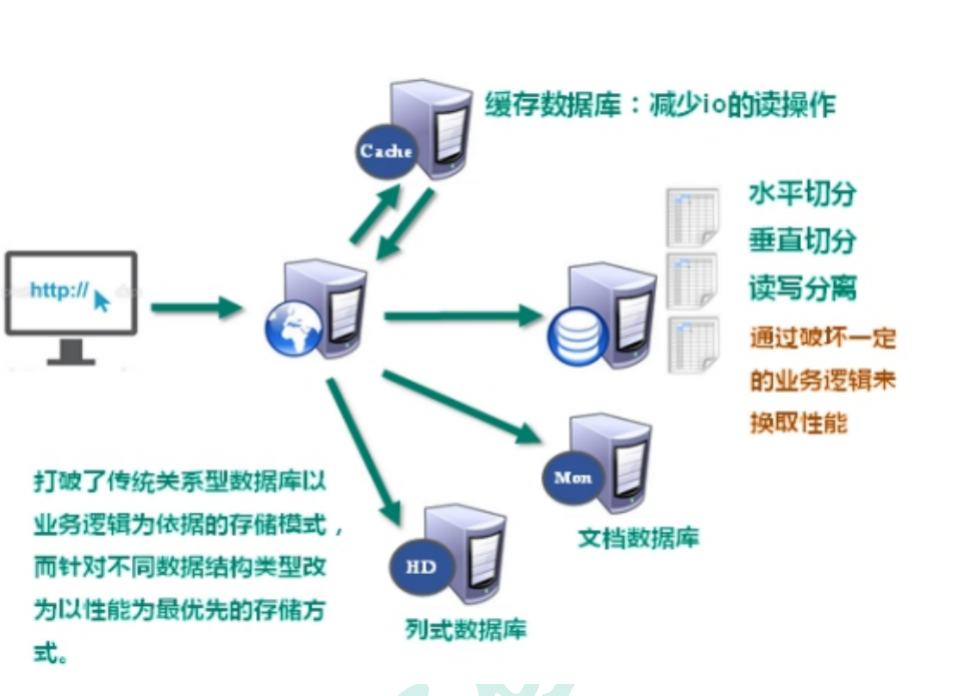 缓存数据库：减少io的读操作
Cache
水平切分
垂直切分
读写分离
http://
通过破坏一定
的业务逻辑来
换取性能
Mon
文档数据库
打破了传统关系型数据库以
业务逻辑为依据的存储模式，
而针对不同数据结构类型改
为以性能为最优先的存储方
式。
HD
列式数据库